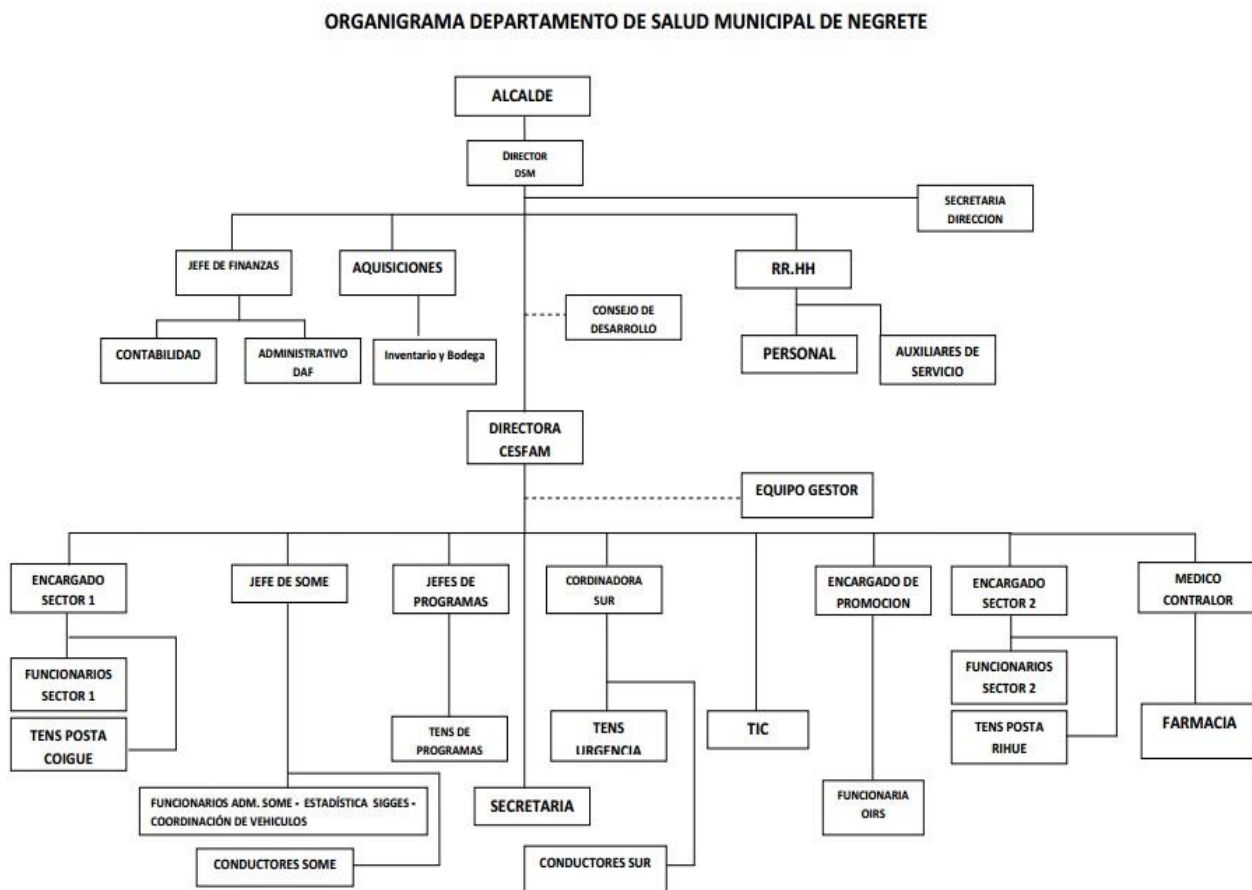 ORGANIGRAMA DEPARTAMENTO DE SALUD MUNICIPAL DE NEGRETE
ALCALDE
DIRECTOR
DSM
SECRETARIA
DIRECCION
JEFE DE FINANZAS
AQUISICIONES
RR.HH
CONSEJO DE
DESARROLLO
CONTABILIDAD
ADMINISTRATIVO
DAF
Inventario y Bodega
PERSONAL
AUXILIARES DE
SERVICIO
DIRECTORA
CESFAM
EQUIPO GESTOR
ENCARGADO
SECTOR 1
JEFE DE SOME
JEFES DE
PROGRAMAS
CORDINADORA
SUR
ENCARGADO DE
PROMOCION
ENCARGADO
SECTOR 2
MEDICO
CONTRALOR
FUNCIONARIOS
SECTOR 1
FUNCIONARIOS
SECTOR 2
TENS POSTA
COIGUE
TENS DE
PROGRAMAS
TENS
URGENCIA
TIC
TENS POSTA
RIHUE
FARMACIA
FUNCIONARIOS ADM. SOME - ESTADÍSTICA SIGGES -
COORDINACIÓN DE VEHICULOS
SECRETARIA
FUNCIONARIA
OIRS
CONDUCTORES SOME
CONDUCTORES SUR